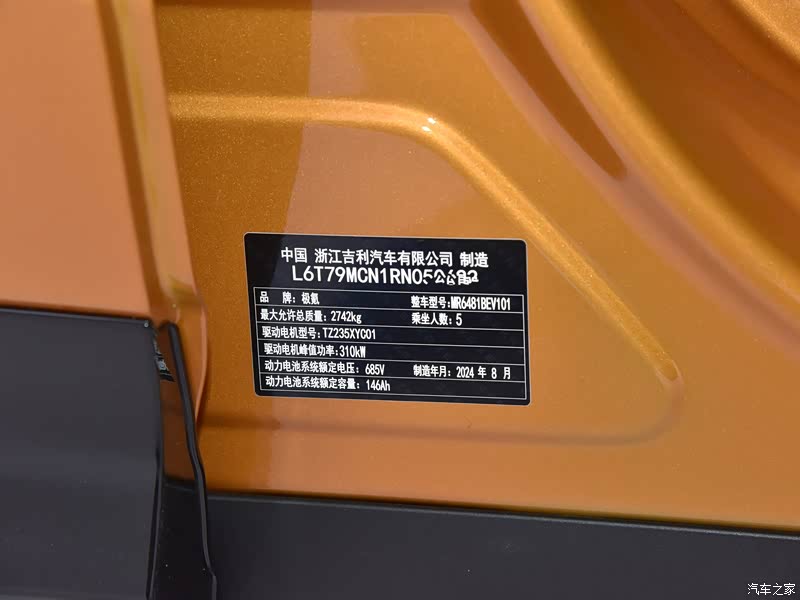 中国 浙江吉利汽车有限公司 制造
品 牌：极氪 整车型号：MR6481BEV101
最大允许总质量：2742kg 乘坐人数：5
驱动电机型号：TZ235XYC01
驱动电机峰值功率：310kW
动力电池系统额定电压：685V 制造年月：2024 年 8 月
动力电池系统额定容量：146Ah
汽车之家